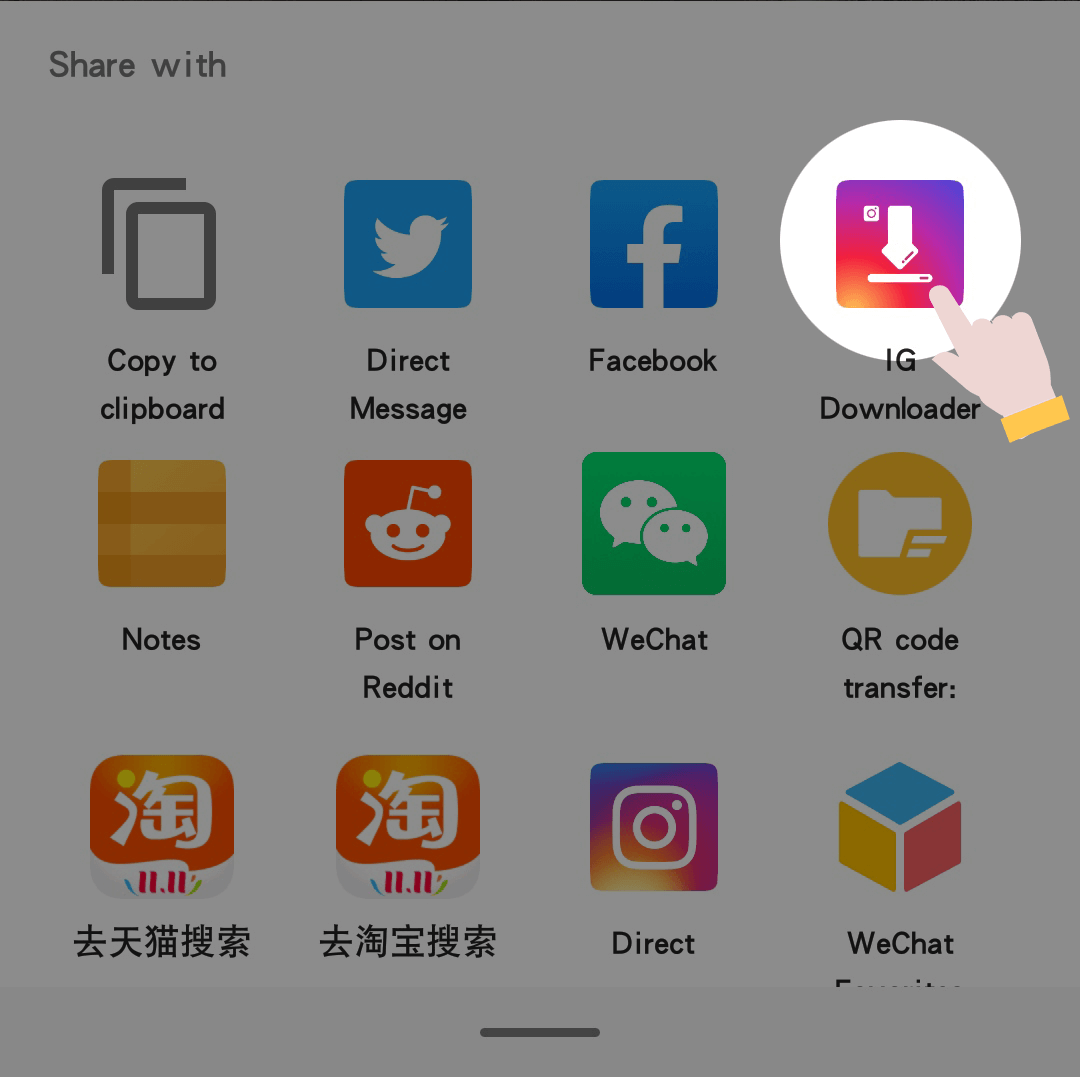 Share with
Copy to
clipboard
Direct
Message
Facebook
IG
Downloader
Notes
Post on
Reddit
WeChat
QR code
transfer:
淘
11.11
去天猫搜索
淘
11.11
去淘宝搜索
Direct
WeChat